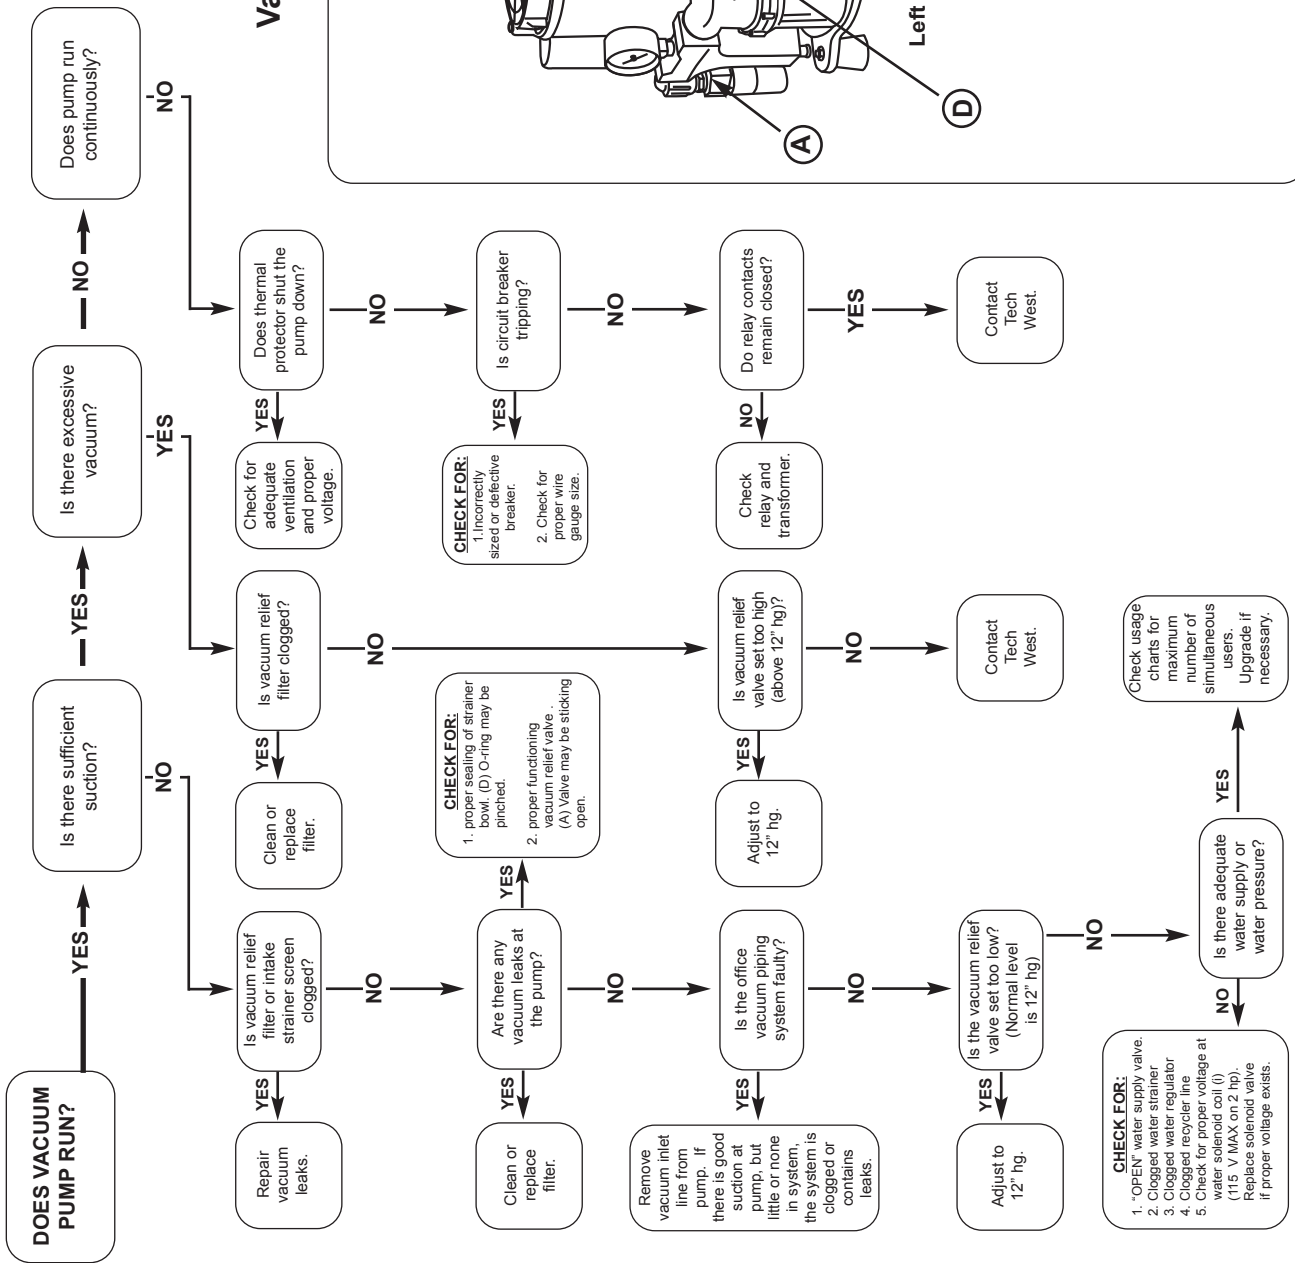 DOES VACUUM
PUMP RUN?
YES
Is there sufficient
suction?
YES
Is there excessive
vacuum?
NO
Does pump run
continuously?
NO
YES
NO
Is vacuum relief
filter or intake
strainer screen
clogged?
YES
Repair
vacuum
leaks.
NO
Are there any
vacuum leaks at
the pump?
YES
Clean or
replace
filter.
YES
CHECK FOR:
1. proper sealing of strainer
bowl. (D) O-ring may be
pinched.
2. proper functioning
vacuum relief valve .
(A) Valve may be sticking
open.
NO
Is the office
vacuum piping
system faulty?
YES
Remove
vacuum inlet
line from
pump. If
there is good
suction at
pump, but
little or none
in system,
the system is
clogged or
contains
leaks.
NO
Is the vacuum relief
valve set too low?
(Normal level
is 12" hg)
YES
Adjust to
12" hg.
NO
Is there adequate
water supply or
water pressure?
NO
CHECK FOR:
1. "OPEN" water supply valve.
2. Clogged water strainer
3. Clogged water regulator
4. Clogged recycler line
5. Check for proper voltage at
water solenoid coil (i)
(115 V MAX on 2 hp).
Replace solenoid valve
if proper voltage exists.
YES
Check usage
charts for
maximum
number of
simultaneous
users.
Upgrade if
necessary.
Is vacuum relief
filter clogged?
YES
Clean or
replace
filter.
NO
Is vacuum relief
valve set too high
(above 12" hg)?
YES
Adjust to
12" hg.
NO
Contact
Tech
West.
Does thermal
protector shut the
pump down?
YES
Check for
adequate
ventilation
and proper
voltage.
NO
Is circuit breaker
tripping?
YES
CHECK FOR:
1.Incorrectly
sized or defective
breaker.
2. Check for
proper wire
gauge size.
NO
Do relay contacts
remain closed?
NO
Check
relay and
transformer.
YES
Contact
Tech
West.
Va
A
D
Left